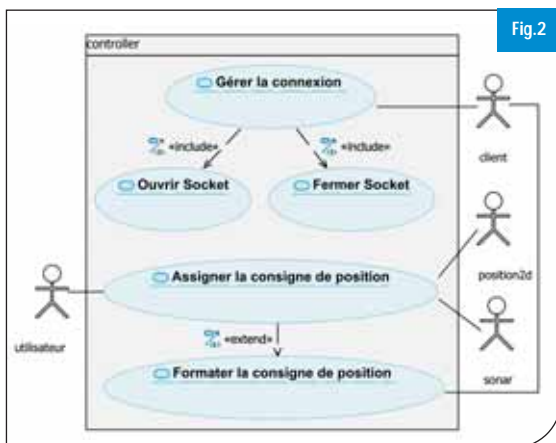 Fig.2
controller
Gérer la connexion
«include»
«include»
client
Ouvrir Socket
Fermer Socket
position2d
Assigner la consigne de position
utilisateur
«extend»
Formater la consigne de position
sonar